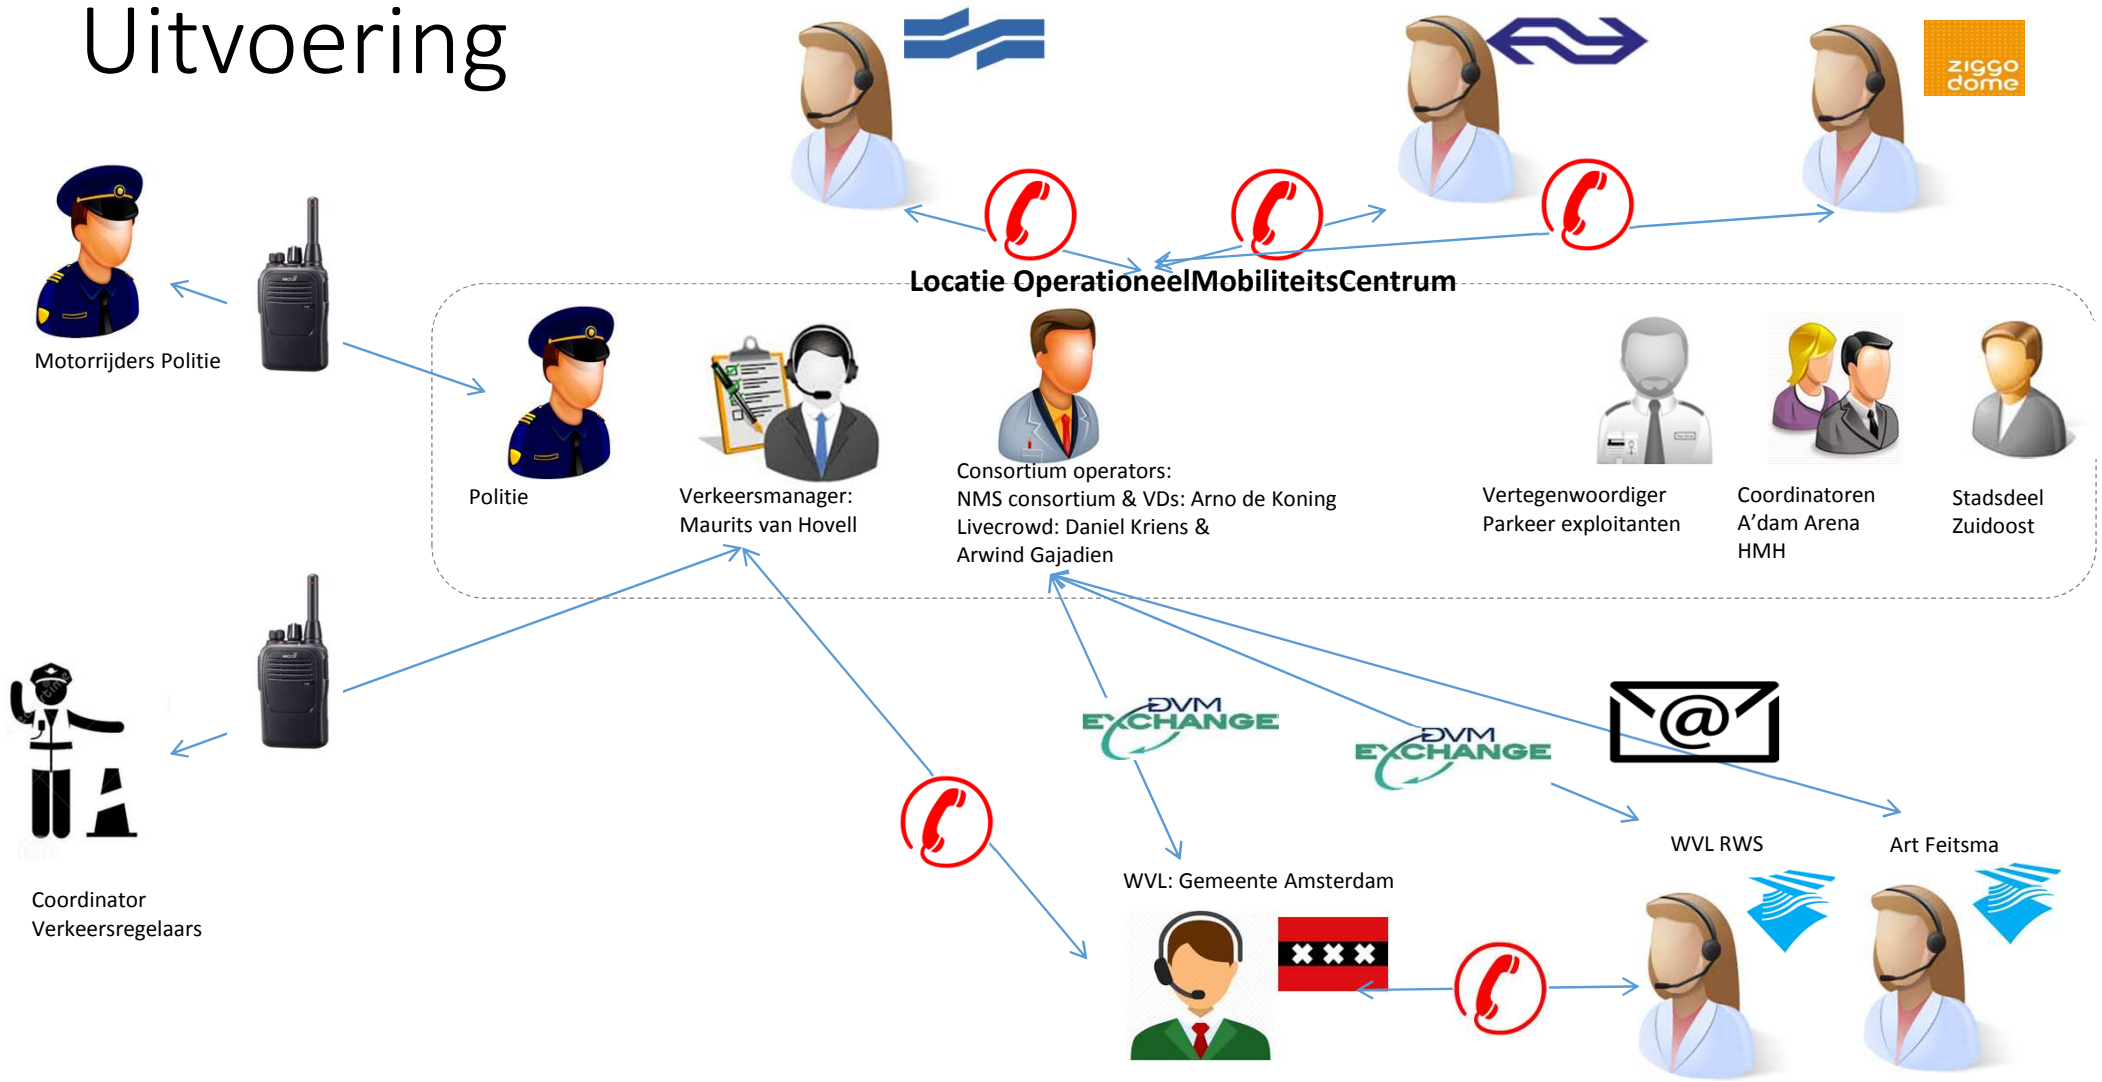 Uitvoering
ziggo
dome
Locatie OperationeelMobiliteitsCentrum
Motorrijders Politie
Politie
Verkeersmanager:
Maurits van Hovell
Consortium operators:
NMS consortium & VDs: Arno de Koning
Livecrowd: Daniel Kriens &
Arwind Gajadien
Vertegenwoordiger
Parkeer exploitanten
Coordinatoren
A’dam Arena
HMH
Stadsdeel
Zuidoost
DVM
EXCHANGE
DVM
EXCHANGE
@
WVL RWS
Art Feitsma
WVL: Gemeente Amsterdam
Coordinator
Verkeersregelaars